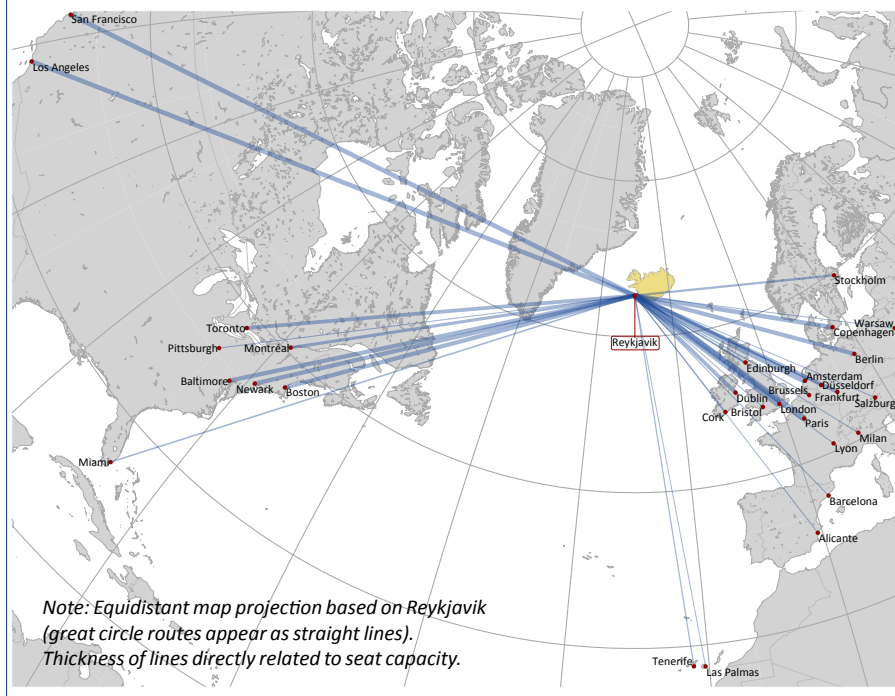 San Francisco
Los Angeles
Stockholm
Toronto
Warsaw
Copenhagen
Pittsburgh
Montréal
Reykjavik
Berlin
Edinburgh
Baltimore
Newark
Boston
Amsterdam
Düsseldorf
Brussels
Frankfurt
Dublin
Salzburg
London
Cork
Bristol
Paris
Milan
Lyon
Miami
Barcelona
Alicante
Note: Equidistant map projection based on Reykjavik
(great circle routes appear as straight lines).
Thickness of lines directly related to seat capacity.
Tenerife
Las Palmas